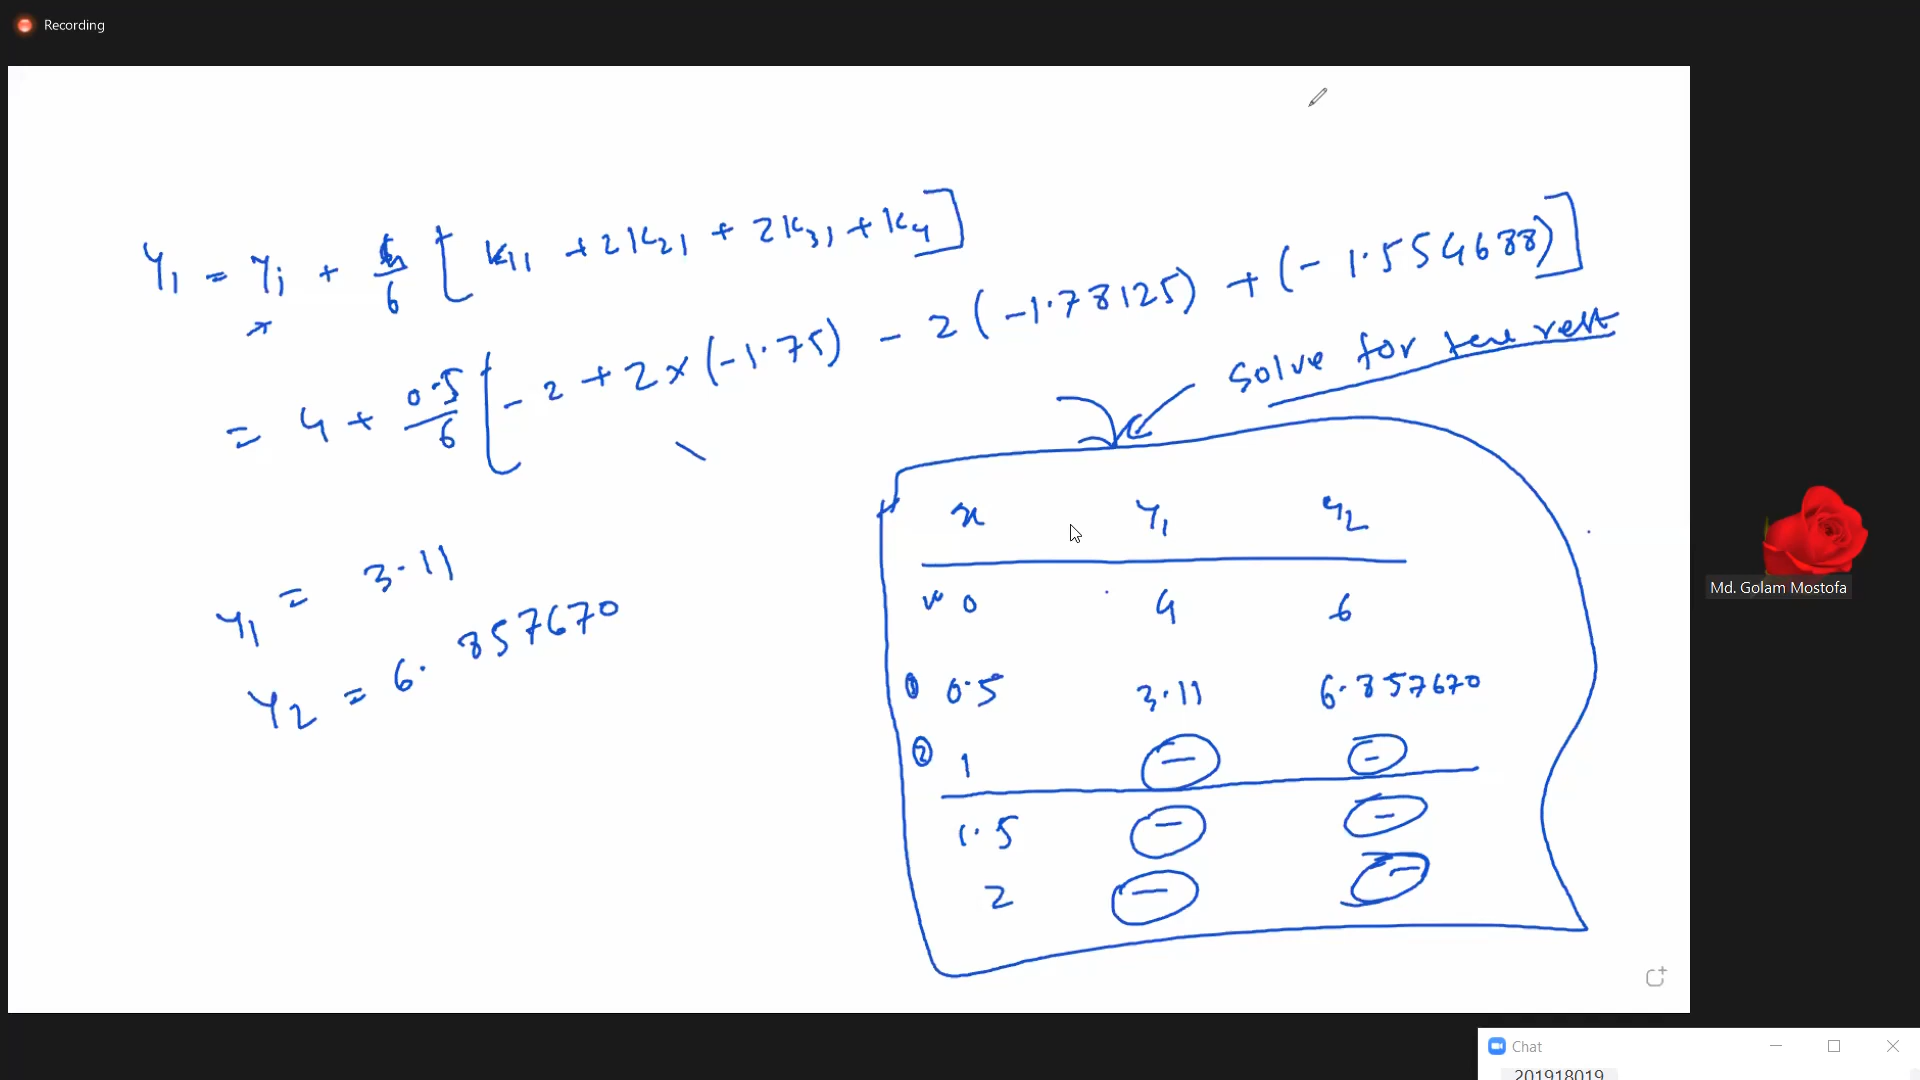 Recording
Y₁ = Yᵢ + h/6 [ k₁₁ + 2k₂₁ + 2k₃₁ + k₄ ]
= 4 + 0.5/6 [ - 2 + 2 × (-1.75) - 2 (-1.78125) + (- 1.554688) ]
Solve for the rest
Y₁ = 3.11
Y₂ = 6.857670
x Y₁ Y₂
0 4 6
① 0.5 3.11 6.857670
② 1 - -
1.5 - -
2 - -
Md. Golam Mostofa
Chat
201918019